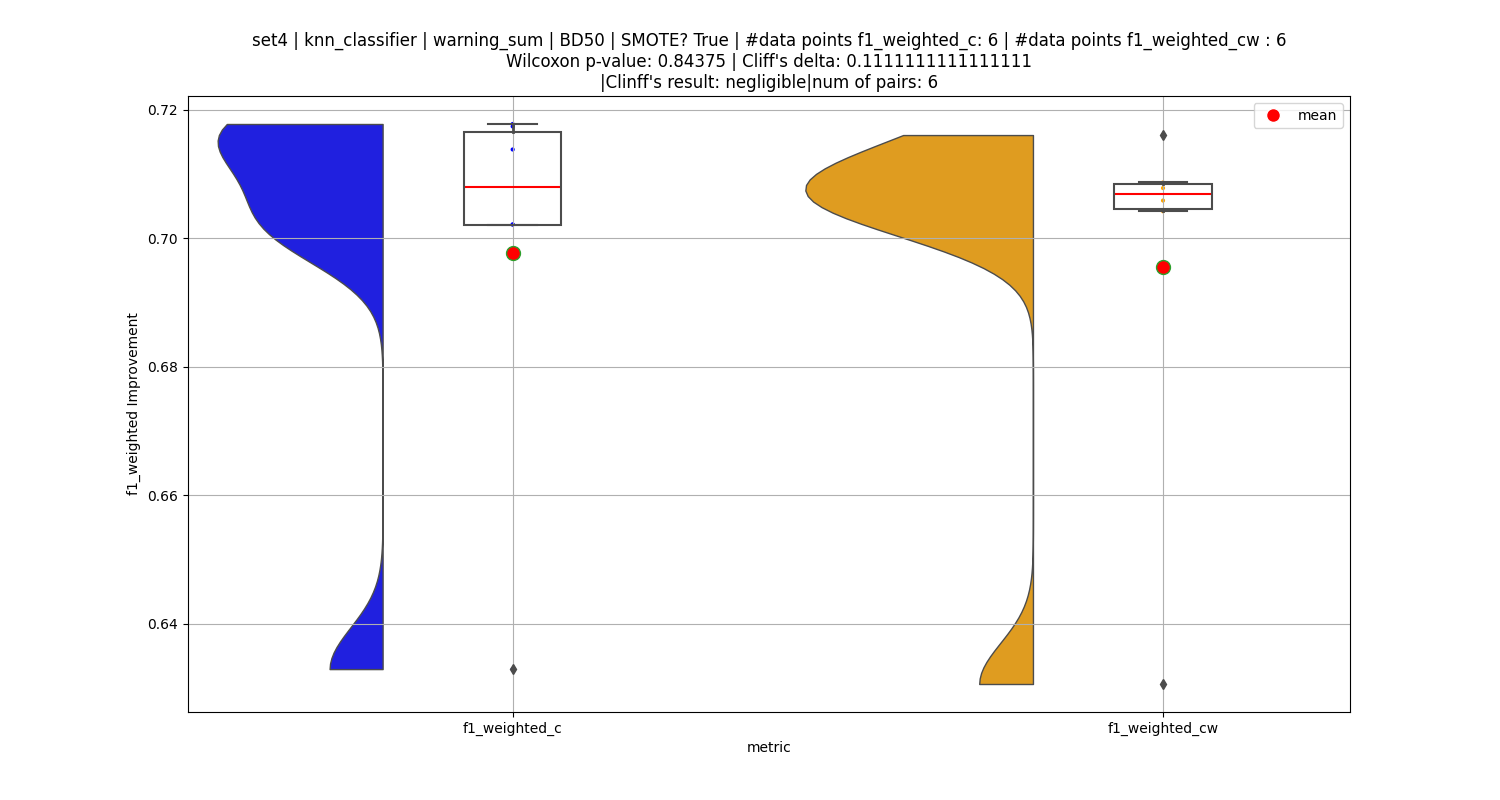 set4 | knn_classifier | warning_sum | BD50 | SMOTE? True | #data points f1_weighted_c: 6 | #data points f1_weighted_cw : 6
Wilcoxon p-value: 0.84375 | Cliff's delta: 0.1111111111111111
|Clinff's result: negligible|num of pairs: 6
mean
0.72
0.70
0.68
0.66
0.64
f1_weighted Improvement
f1_weighted_c
f1_weighted_cw
metric